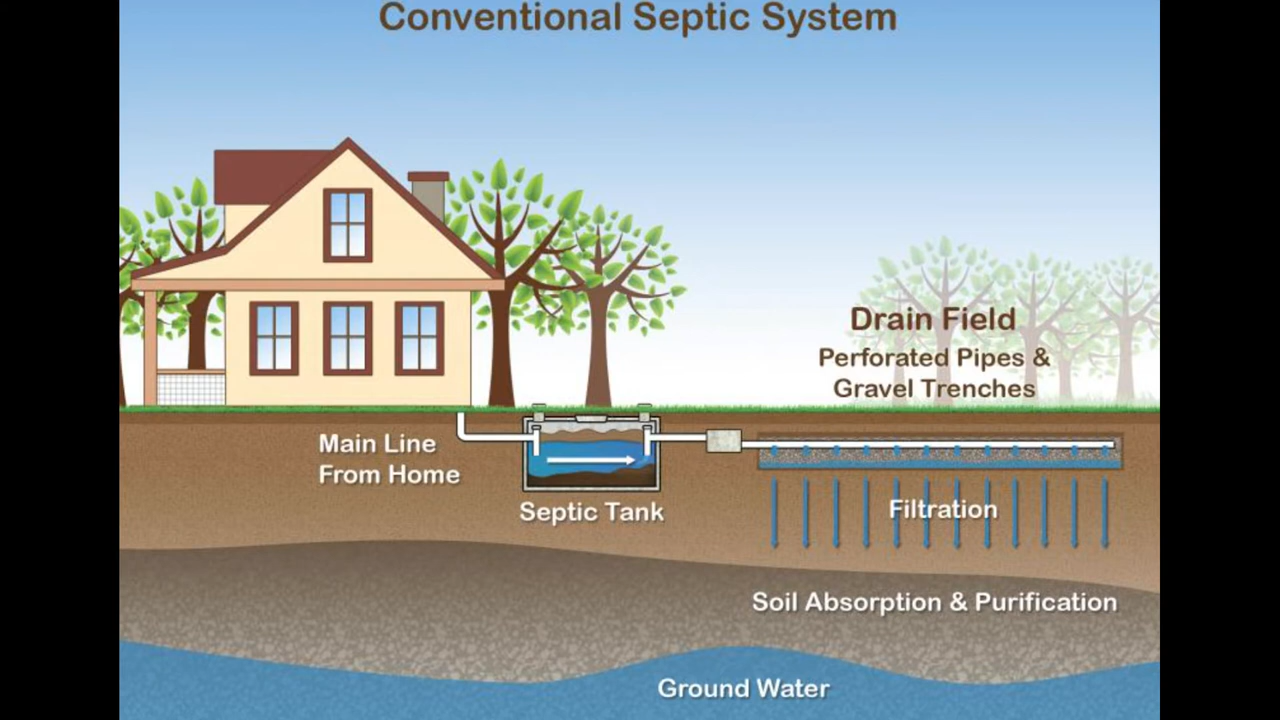 Conventional Septic System
Drain Field
Perforated Pipes &
Gravel Trenches
Main Line
From Home
Septic Tank
Filtration
Soil Absorption & Purification
Ground Water